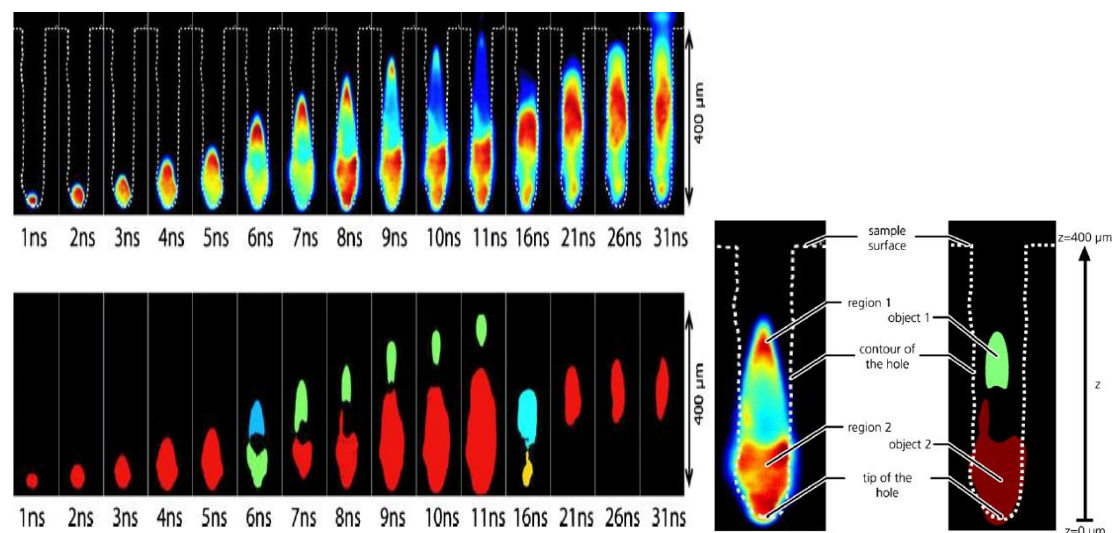 400 µm
1ns 2ns 3ns 4ns 5ns 6ns 7ns 8ns 9ns 10ns 11ns 16ns 21ns 26ns 31ns
400 µm
1ns 2ns 3ns 4ns 5ns 6ns 7ns 8ns 9ns 10ns 11ns 16ns 21ns 26ns 31ns
sample
surface
z=400 µm
region 1
object 1
contour of
the hole
z
region 2
object 2
tip of the
hole
z=0 µm